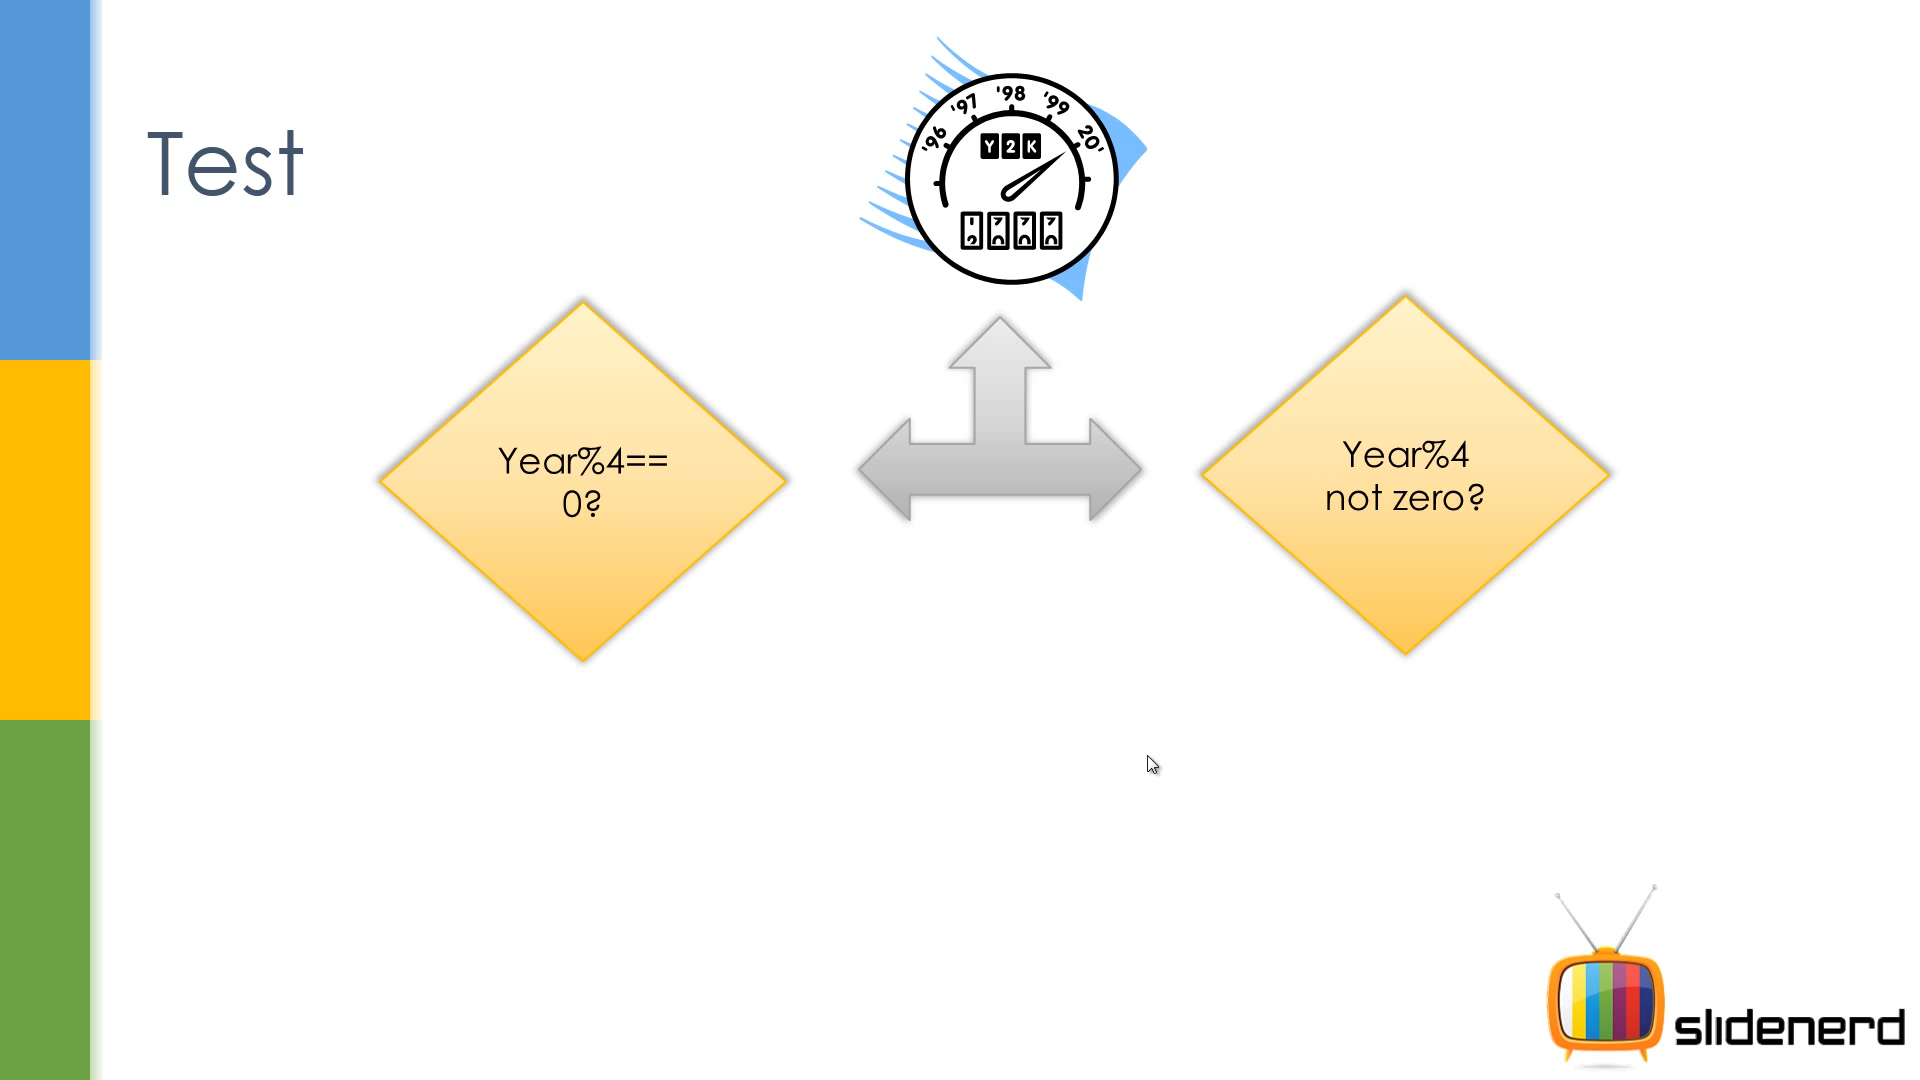 Test
'96 '97 '98 '99 20'
Y2K
Year%4==
0?
Year%4
not zero?
slidenerd